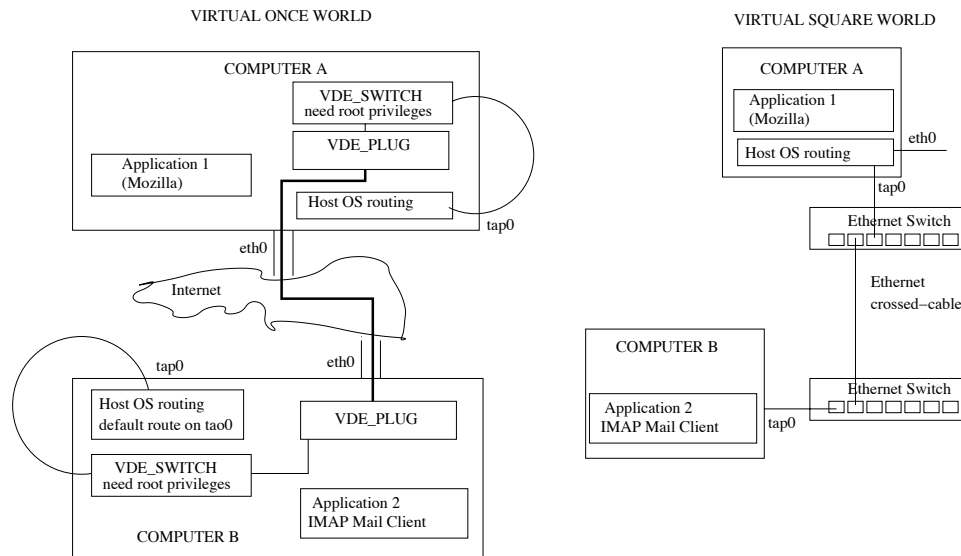 VIRTUAL ONCE WORLD
COMPUTER A
VDE_SWITCH
need root privileges
VDE_PLUG
Application 1
(Mozilla)
Host OS routing
tap0
eth0
Internet
eth0
tap0
Host OS routing
default route on tao0
VDE_PLUG
VDE_SWITCH
need root privileges
Application 2
IMAP Mail Client
COMPUTER B
VIRTUAL SQUARE WORLD
COMPUTER A
Application 1
(Mozilla)
Host OS routing
eth0
tap0
Ethernet Switch
Ethernet
crossed−cable
COMPUTER B
Application 2
IMAP Mail Client
tap0
Ethernet Switch